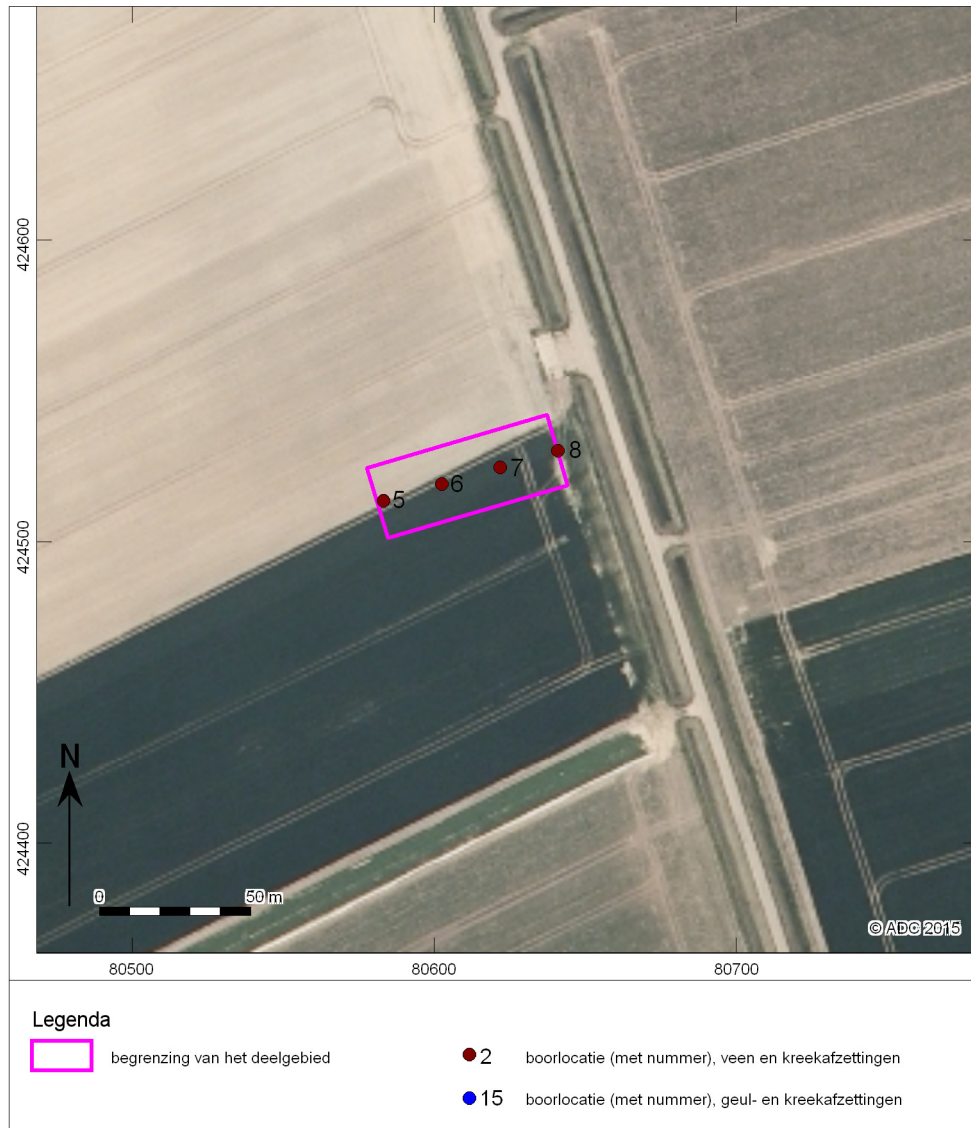 424600
8
7
6
5
424500
N
424400
0 50 m
© ADC 2015
80500 80600 80700
Legenda
begrenzing van het deelgebied
2 boorlocatie (met nummer), veen en kreekafzettingen
15 boorlocatie (met nummer), geul- en kreekafzettingen